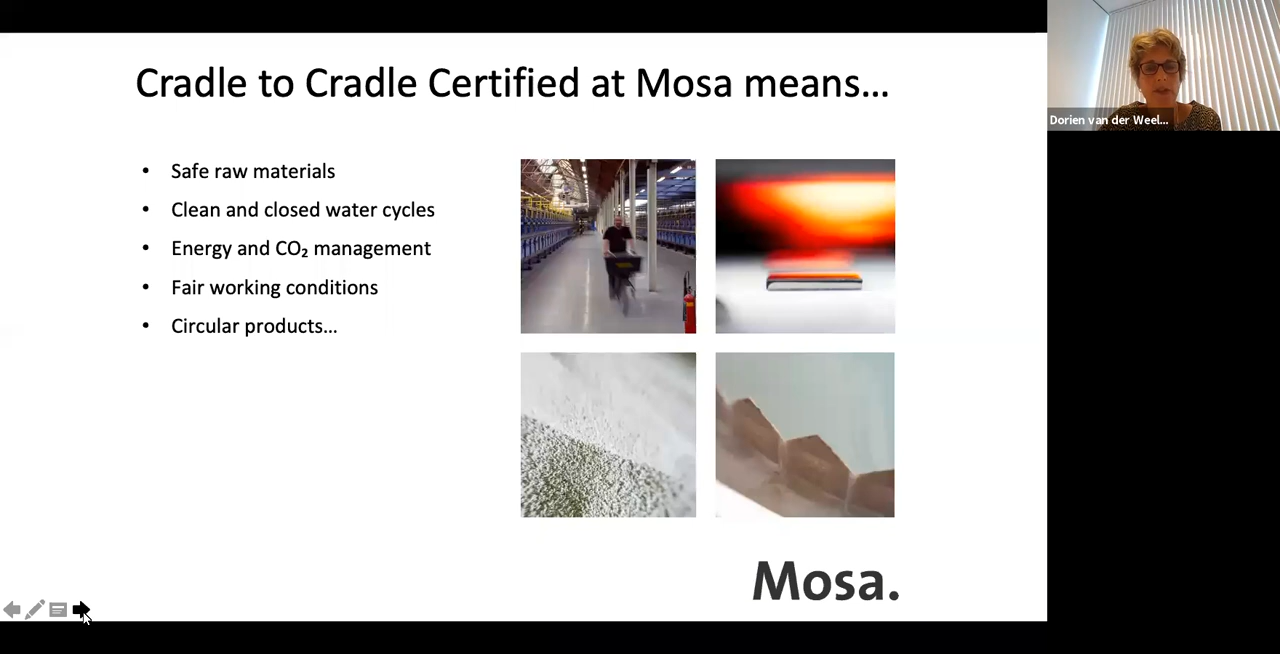 Cradle to Cradle Certified at Mosa means…
• Safe raw materials
• Clean and closed water cycles
• Energy and CO₂ management
• Fair working conditions
• Circular products…
Mosa.
Dorien van der Weel...